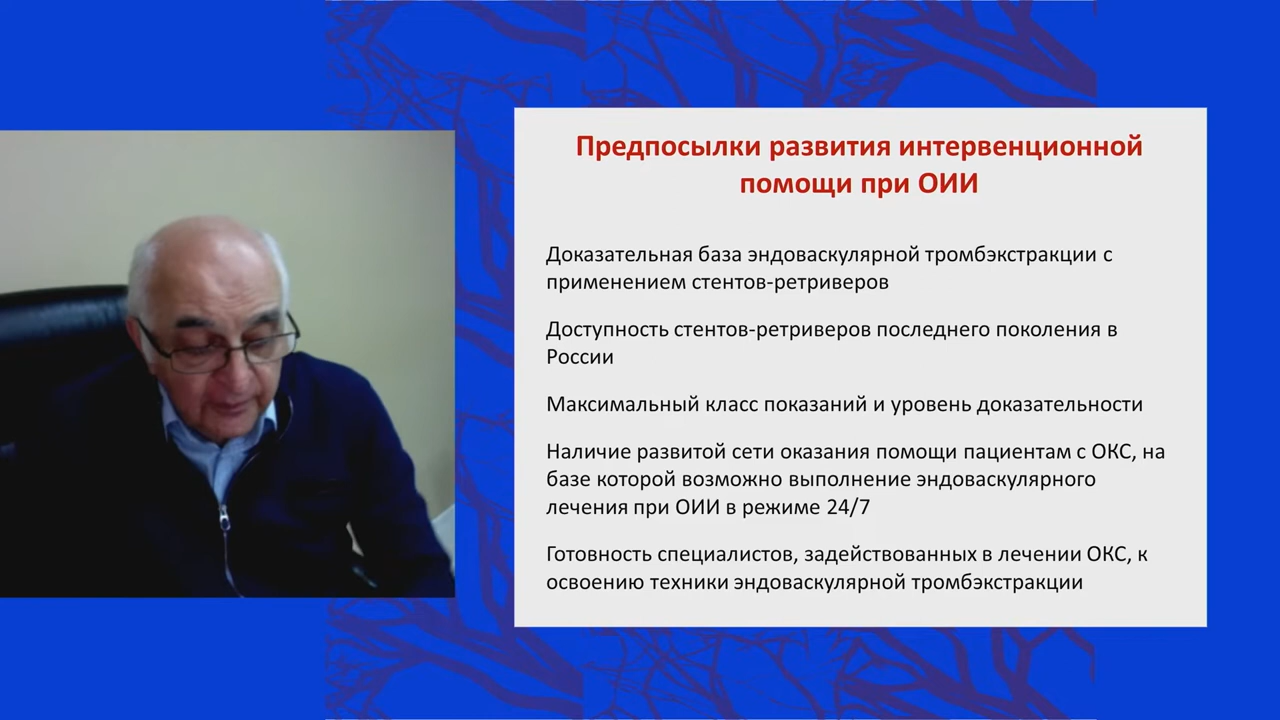 Предпосылки развития интервенционной
помощи при ОИИ
Доказательная база эндоваскулярной тромбэкстракции с
применением стентов-ретриверов
Доступность стентов-ретриверов последнего поколения в
России
Максимальный класс показаний и уровень доказательности
Наличие развитой сети оказания помощи пациентам с ОКС, на
базе которой возможно выполнение эндоваскулярного
лечения при ОИИ в режиме 24/7
Готовность специалистов, задействованных в лечении ОКС, к
освоению техники эндоваскулярной тромбэкстракции